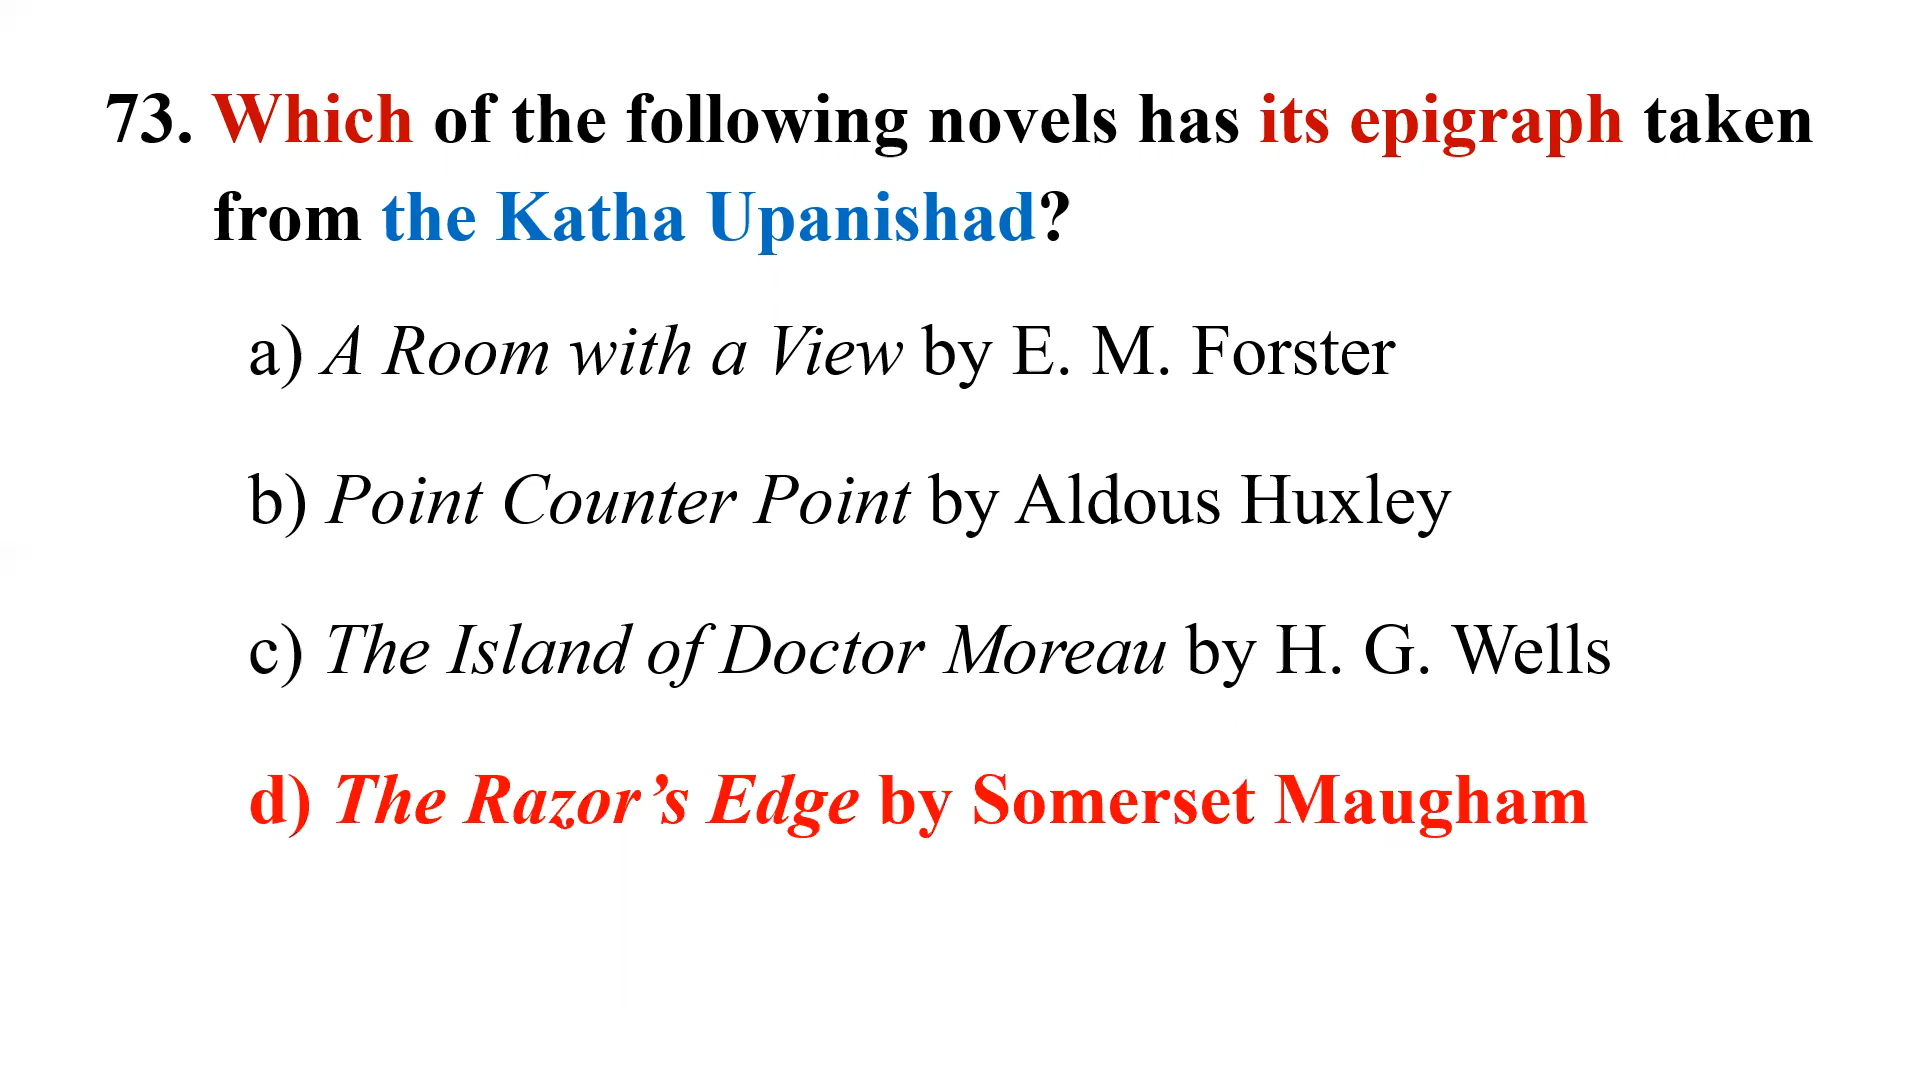 73. Which of the following novels has its epigraph taken
from the Katha Upanishad?
a) A Room with a View by E. M. Forster
b) Point Counter Point by Aldous Huxley
c) The Island of Doctor Moreau by H. G. Wells
d) The Razor’s Edge by Somerset Maugham